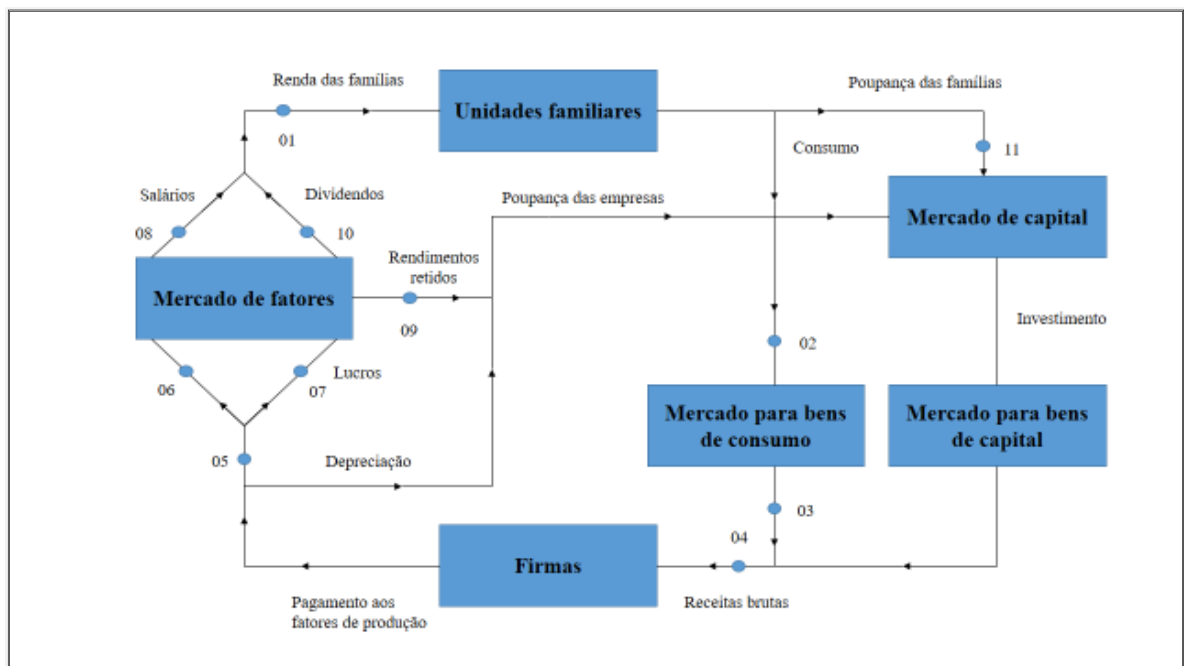 Renda das famílias
Unidades familiares
Poupança das famílias
01
Consumo
11
Salários
Dividendos
Poupança das empresas
Mercado de capital
08
10
Rendimentos
retidos
Mercado de fatores
09
Investimento
02
06
07
Lucros
Mercado para bens
de consumo
Mercado para bens
de capital
05
Depreciação
03
04
Firmas
Pagamento aos
fatores de produção
Receitas brutas